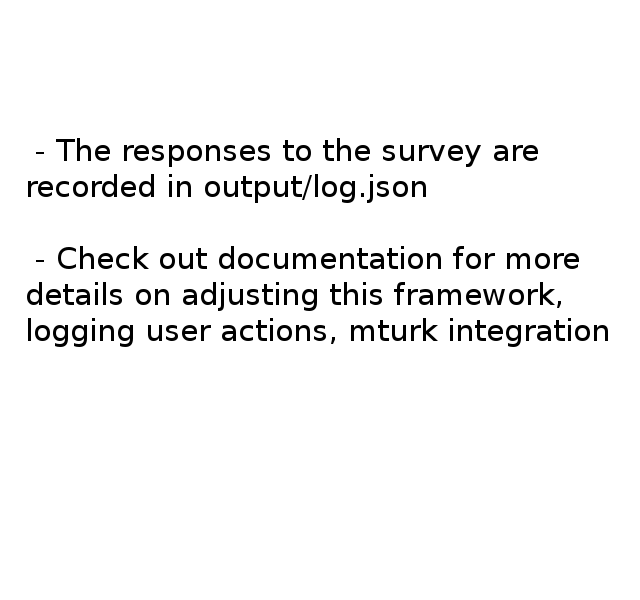 - The responses to the survey are
recorded in output/log.json
- Check out documentation for more
details on adjusting this framework,
logging user actions, mturk integration